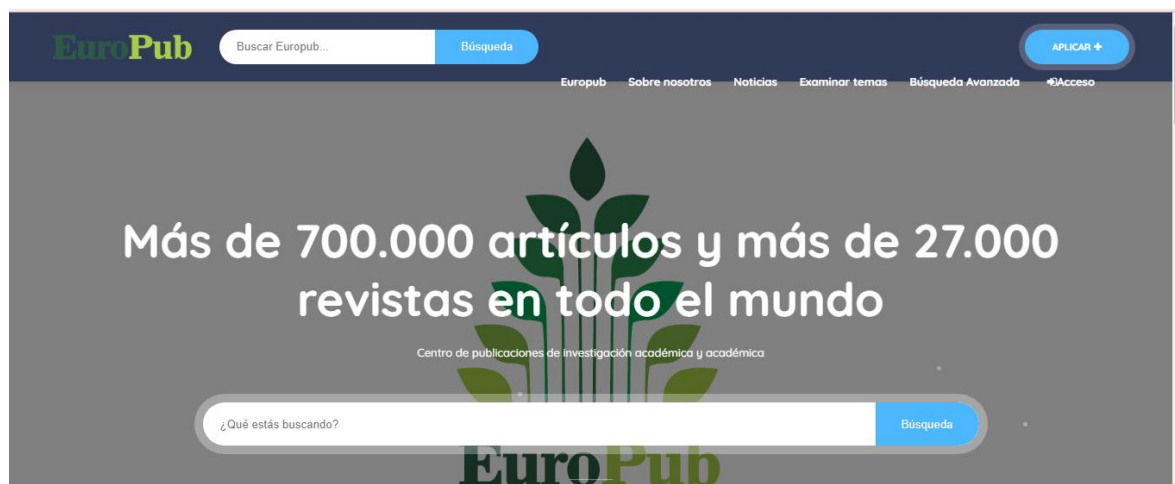 EuroPub
Buscar Europub...
Búsqueda
APLICAR +
Europub
Sobre nosotros
Noticias
Examinar temas
Búsqueda Avanzada
Acceso
Más de 700.000 artículos y más de 27.000
revistas en todo el mundo
Centro de publicaciones de investigación académica y académica
¿Qué estás buscando?
Búsqueda
EuroPub